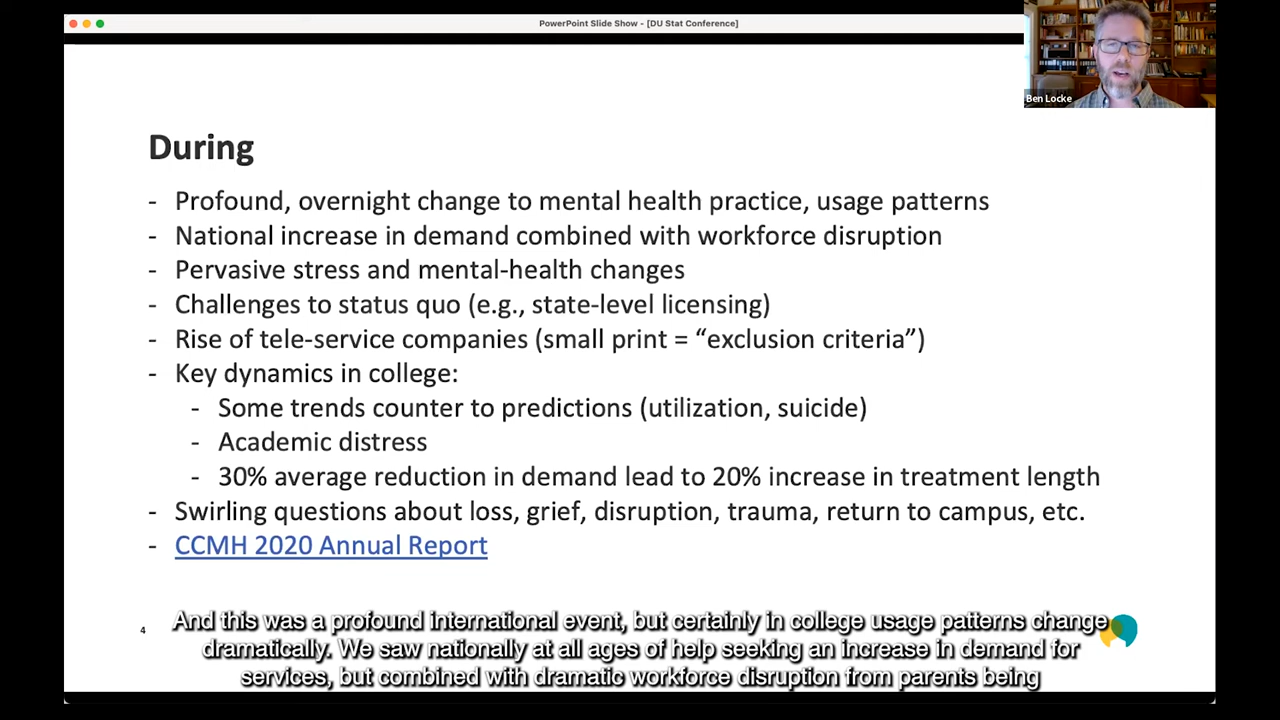 PowerPoint Slide Show - [DU Stat Conference]
Ben Locke
During
- Profound, overnight change to mental health practice, usage patterns
- National increase in demand combined with workforce disruption
- Pervasive stress and mental-health changes
- Challenges to status quo (e.g., state-level licensing)
- Rise of tele-service companies (small print = “exclusion criteria”)
- Key dynamics in college:
- Some trends counter to predictions (utilization, suicide)
- Academic distress
- 30% average reduction in demand lead to 20% increase in treatment length
- Swirling questions about loss, grief, disruption, trauma, return to campus, etc.
- CCMH 2020 Annual Report
4
And this was a profound international event, but certainly in college usage patterns change
dramatically. We saw nationally at all ages of help seeking an increase in demand for
services, but combined with dramatic workforce disruption from parents being